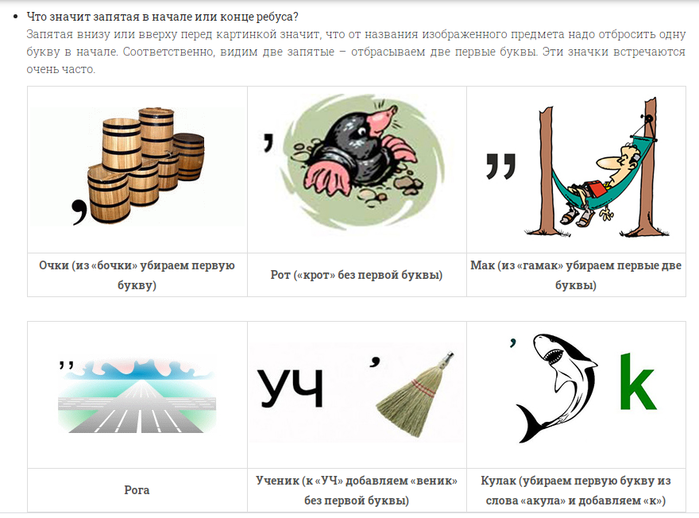 Что значит запятая в начале или конце ребуса?
Запятая внизу или вверху перед картинкой значит, что от названия изображенного предмета надо отбросить одну
букву в начале. Соответственно, видим две запятые – отбрасываем две первые буквы. Эти значки встречаются
очень часто.
,
,
,,
Очки (из «бочки» убираем первую
букву)
Рот («крот» без первой буквы)
Мак (из «гамак» убираем первые две
буквы)
,,
УЧ ,
, k
Рога
Ученик (к «УЧ» добавляем «веник»
без первой буквы)
Кулак (убираем первую букву из
слова «акула» и добавляем «к»)